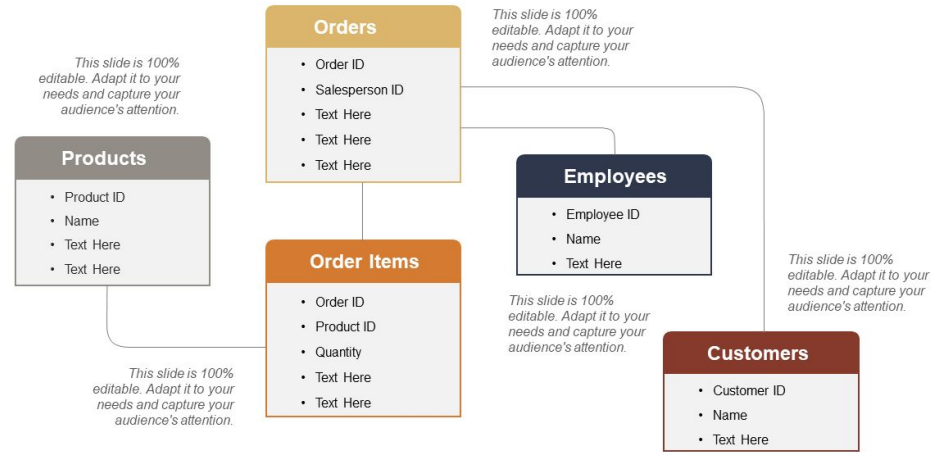 Orders
• Order ID
• Salesperson ID
• Text Here
• Text Here
• Text Here
This slide is 100%
editable. Adapt it to your
needs and capture your
audience's attention.
This slide is 100%
editable. Adapt it to your
needs and capture your
audience's attention.
Products
• Product ID
• Name
• Text Here
• Text Here
Employees
• Employee ID
• Name
• Text Here
Order Items
• Order ID
• Product ID
• Quantity
• Text Here
• Text Here
This slide is 100%
editable. Adapt it to your
needs and capture your
audience's attention.
This slide is 100%
editable. Adapt it to your
needs and capture your
audience's attention.
Customers
• Customer ID
• Name
• Text Here
This slide is 100%
editable. Adapt it to your
needs and capture your
audience's attention.